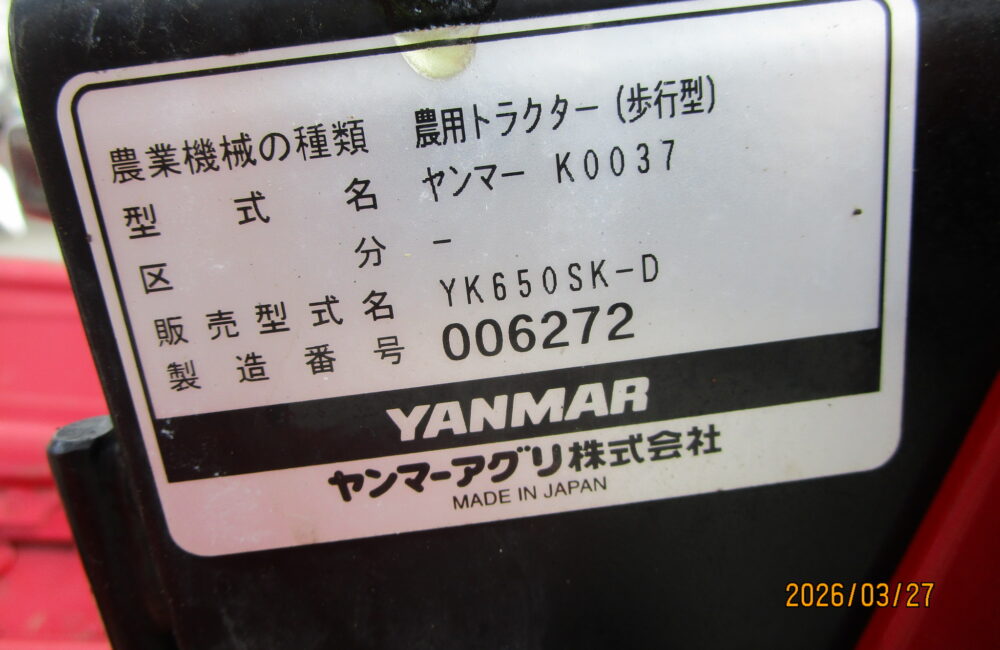 農業機械の種類 農用トラクター (歩行型)
型式名 ヤンマー K0037
区分 -
販売型式名 YK650SK-D
製造番号 006272
YANMAR
ヤンマーアグリ株式会社
MADE IN JAPAN
2026/03/27